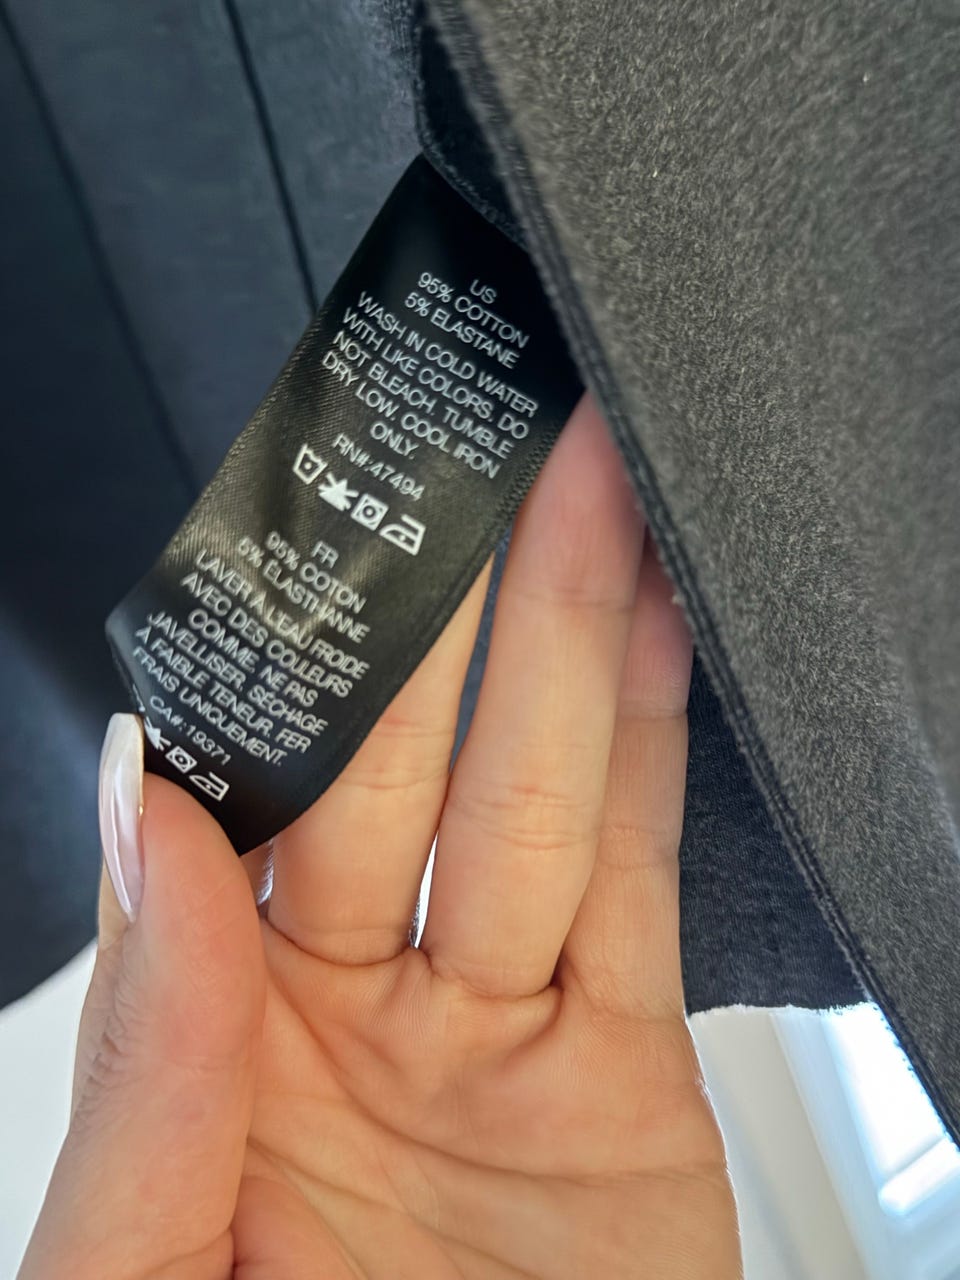 US
95% COTTON
5% ELASTANE
WASH IN COLD WATER
WITH LIKE COLORS. DO
NOT BLEACH. TUMBLE
DRY LOW. COOL IRON
ONLY.
RN#:47494
FR
95% COTON
5% ÉLASTHANNE
LAVER À L'EAU FROIDE
AVEC DES COULEURS
COMME. NE PAS
JAVELLISER. SÉCHAGE
À FAIBLE TENEUR. FER
FRAIS UNIQUEMENT.
CA#:19371